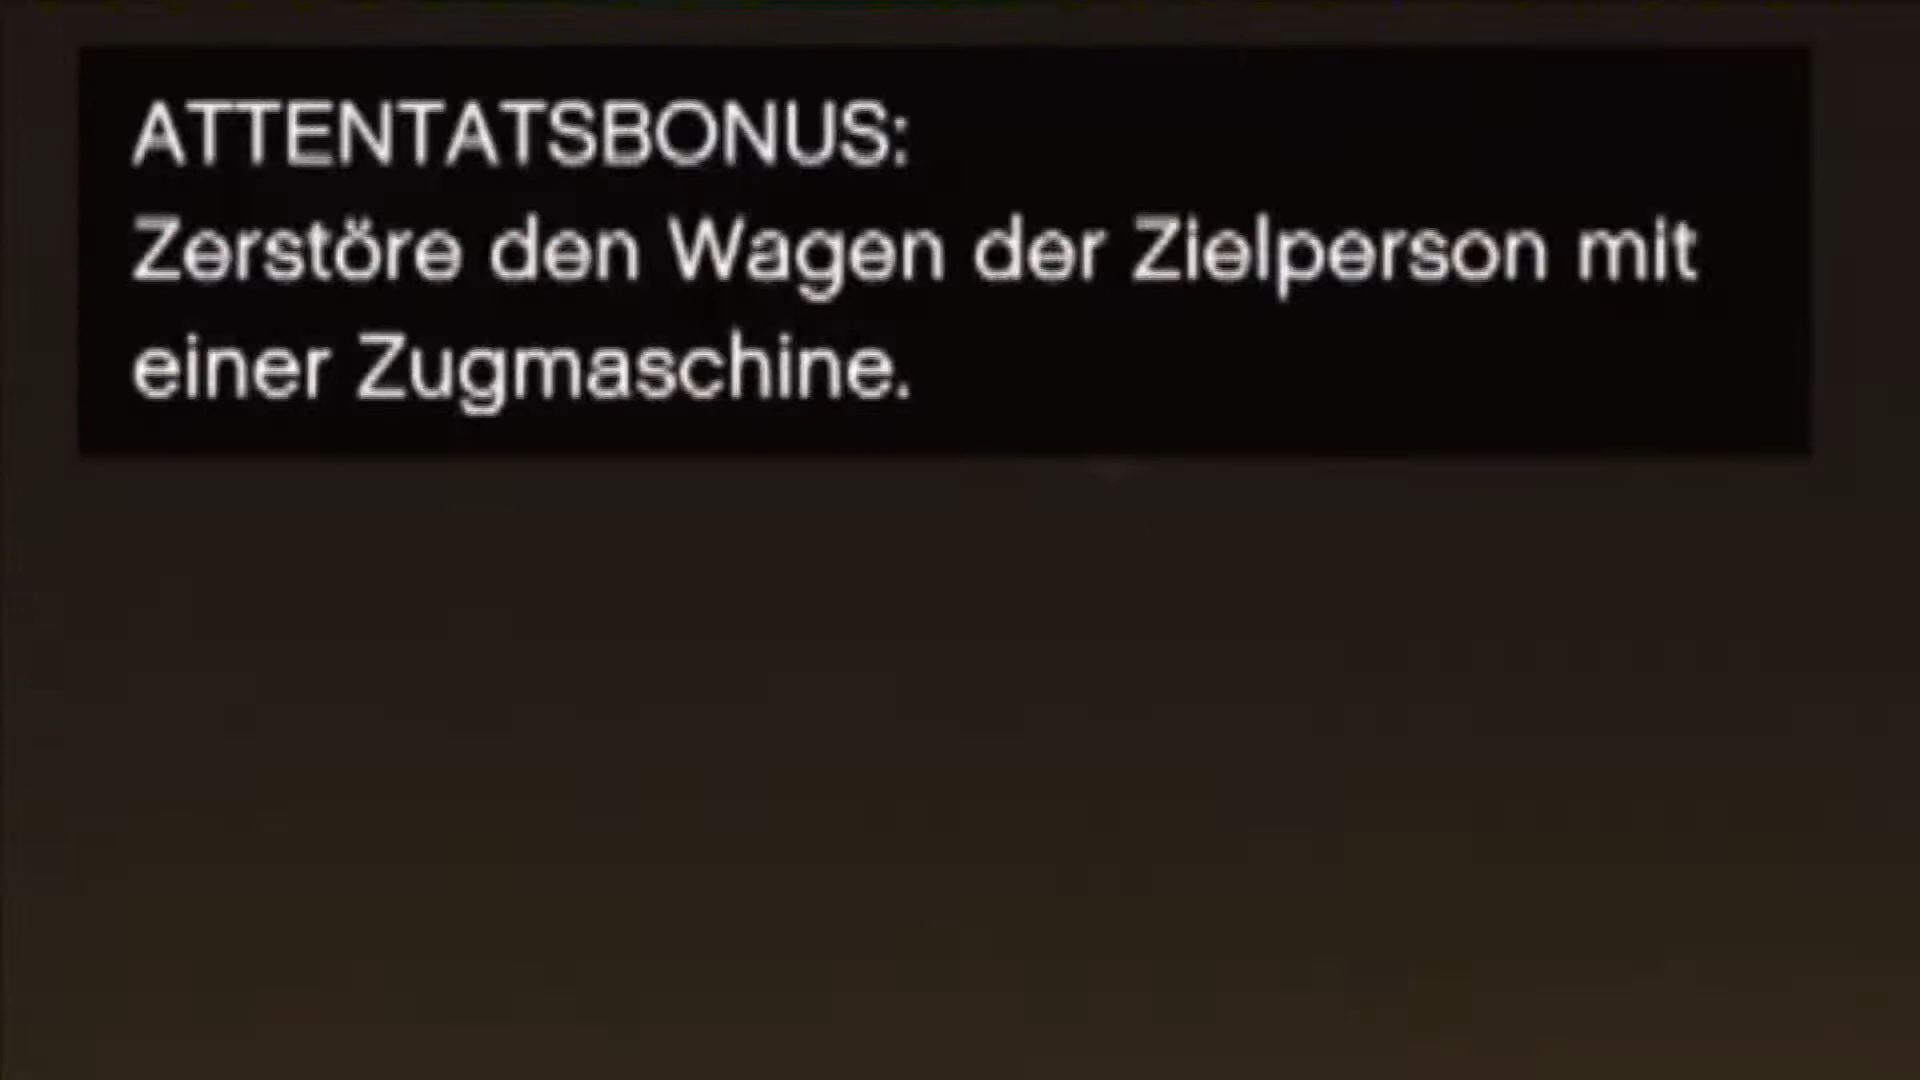 ATTENTATSBONUS:
Zerstöre den Wagen der Zielperson mit
einer Zugmaschine.